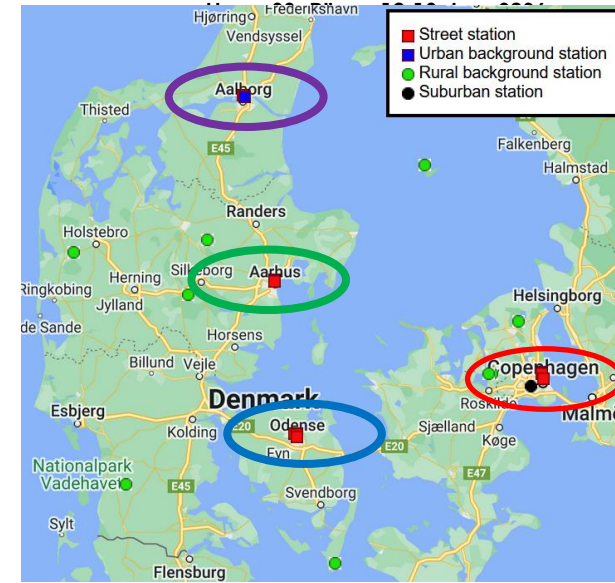 Hjørring
Frederikshavn
Vendsyssel
Street station
Urban background station
Rural background station
Suburban station
Aalborg
Thisted
E45
Falkenberg
Halmstad
Randers
Holstebro
Silkeborg
Aarhus
Herning
Ringkobing
Jylland
Helsingborg
de Sande
Horsens
Billund
Vejle
Copenhagen
Roskilde
Malmö
Denmark
Esbjerg
Kolding
E20
Odense
Fyn
Sjælland
Køge
E20
Nationalpark
Vadehavet
E45
E47
Svendborg
Sylt
Flensburg